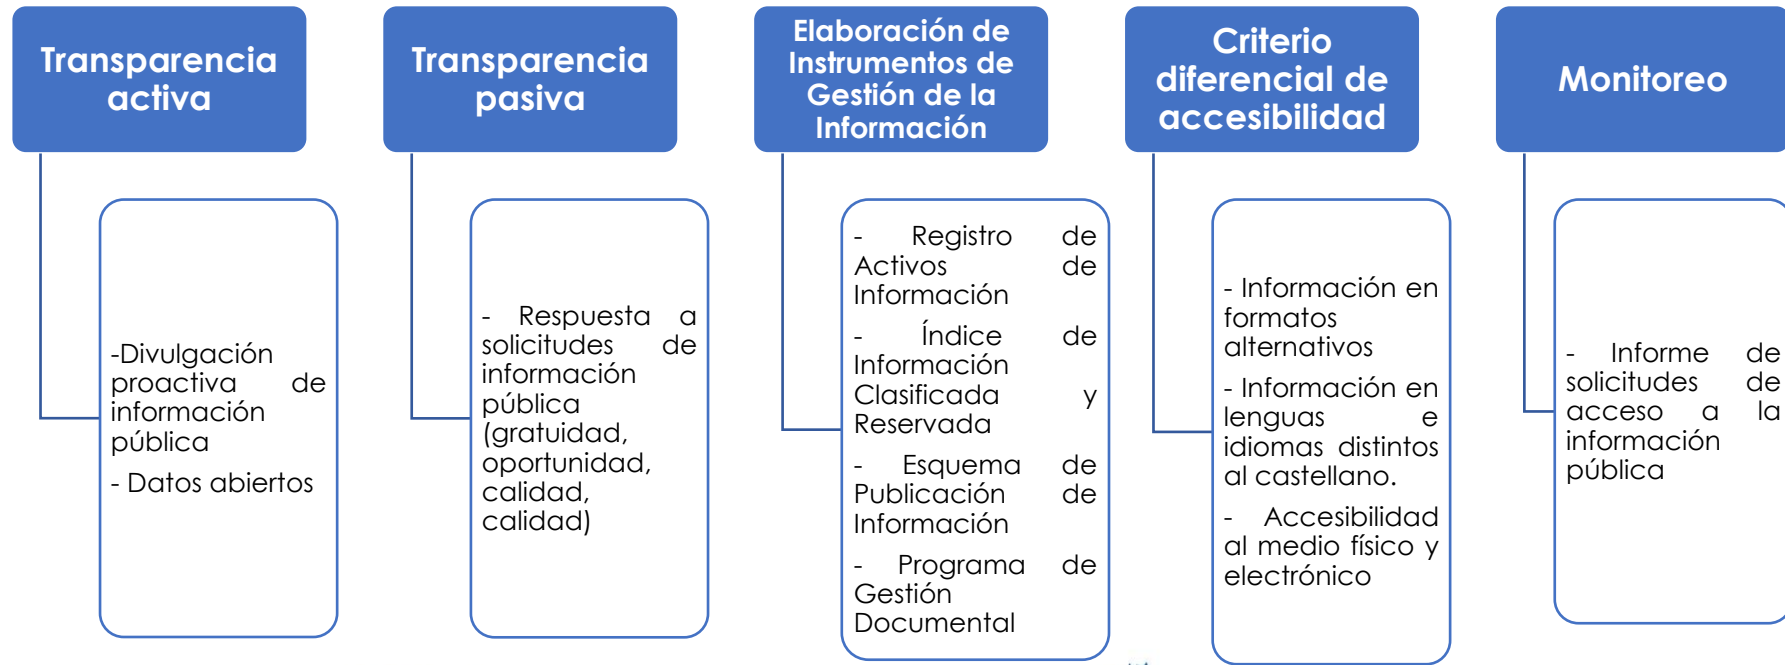 Transparencia
activa
-Divulgación
proactiva de
información
pública
- Datos abiertos
Transparencia
pasiva
- Respuesta a
solicitudes de
información
pública
(gratuidad,
oportunidad,
calidad,
calidad)
Elaboración de
Instrumentos de
Gestión de la
Información
- Registro de
Activos de
Información
- Índice de
Información
Clasificada y
Reservada
- Esquema de
Publicación de
Información
- Programa de
Gestión
Documental
Criterio
diferencial de
accesibilidad
- Información en
formatos
alternativos
- Información en
lenguas e
idiomas distintos
al castellano.
- Accesibilidad
al medio físico y
electrónico
Monitoreo
- Informe de
solicitudes de
acceso a la
información
pública